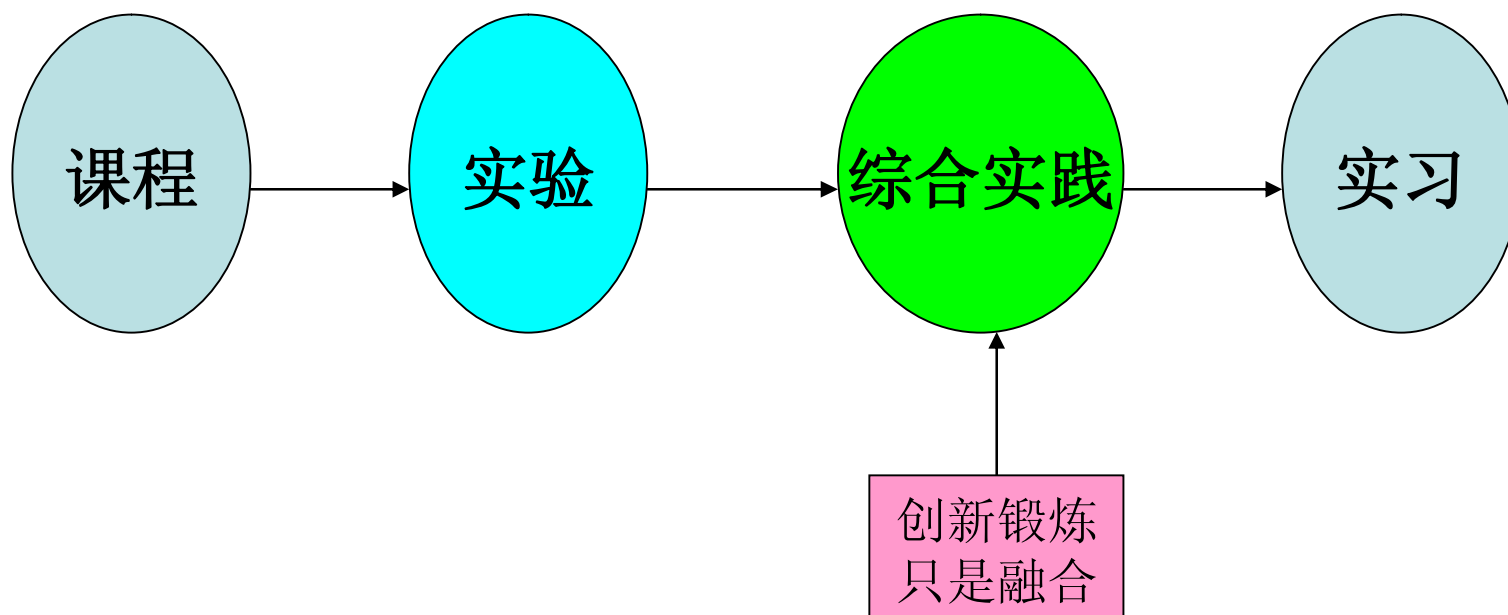 课程
实验
综合实践
实习
创新锻炼
只是融合